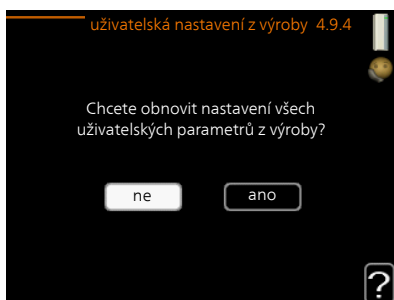 uživatelská nastavení z výroby 4.9.4
Chcete obnovit nastavení všech
uživatelských parametrů z výroby?
ne
ano
?